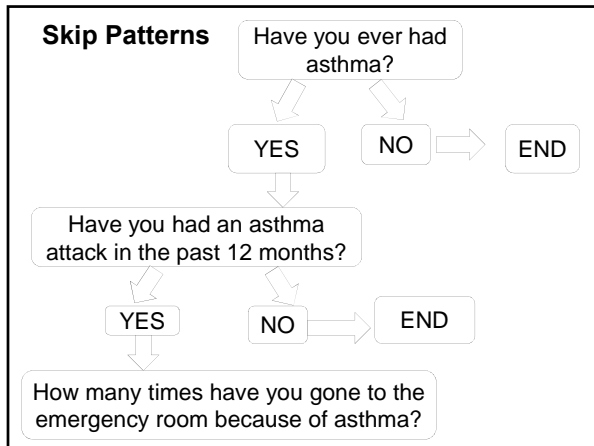 Skip Patterns
Have you ever had
asthma?
YES
NO
END
Have you had an asthma
attack in the past 12 months?
YES
NO
END
How many times have you gone to the
emergency room because of asthma?